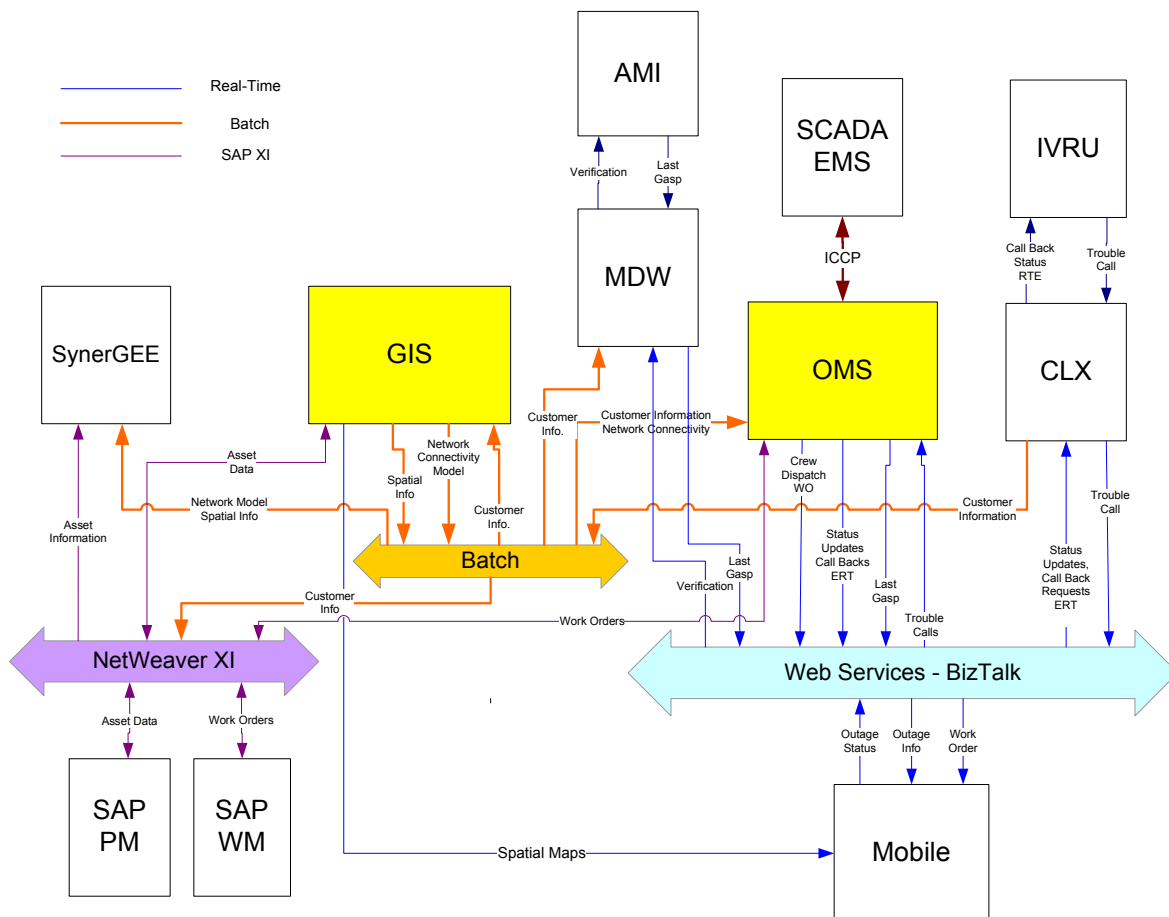 Real-Time
Batch
SAP XI
AMI
SCADA
EMS
IVRU
Verification
Last
Gasp
MDW
ICCP
Call Back
Status
RTE
Trouble
Call
SynerGEE
GIS
OMS
CLX
Customer
Info.
Customer Information
Network Connectivity
Asset
Data
Spatial
Info
Network
Connectivity
Model
Customer
Info.
Crew
Dispatch
WO
Network Model
Spatial Info
Customer
Information
Trouble
Call
Asset
Information
Batch
Verification
Last
Gasp
Status
Updates
Call Backs
ERT
Last
Gasp
Trouble
Calls
Status
Updates,
Call Back
Requests
ERT
Customer
Info
Work Orders
NetWeaver XI
Web Services - BizTalk
Asset Data
Work Orders
Outage
Status
Outage
Info
Work
Order
SAP
PM
SAP
WM
Spatial Maps
Mobile